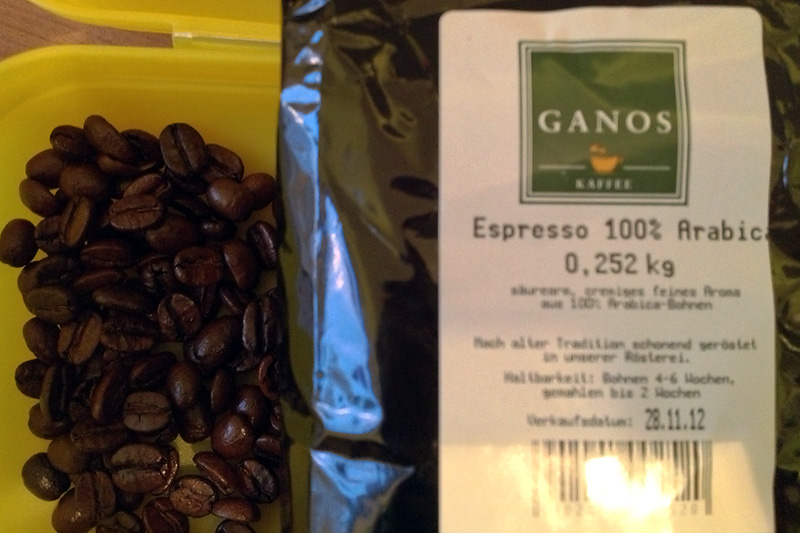 GANOS
KAFFEE
Espresso 100% Arabica
0,252 kg
säurearm, cremiges feines Aroma
aus 100% Arabica-Bohnen
Nach alter Tradition schonend geröstet
in unserer Rösterei.
Haltbarkeit: Bohnen 4-6 Wochen,
gemahlen bis 2 Wochen
Verkaufsdatum: 28.11.12